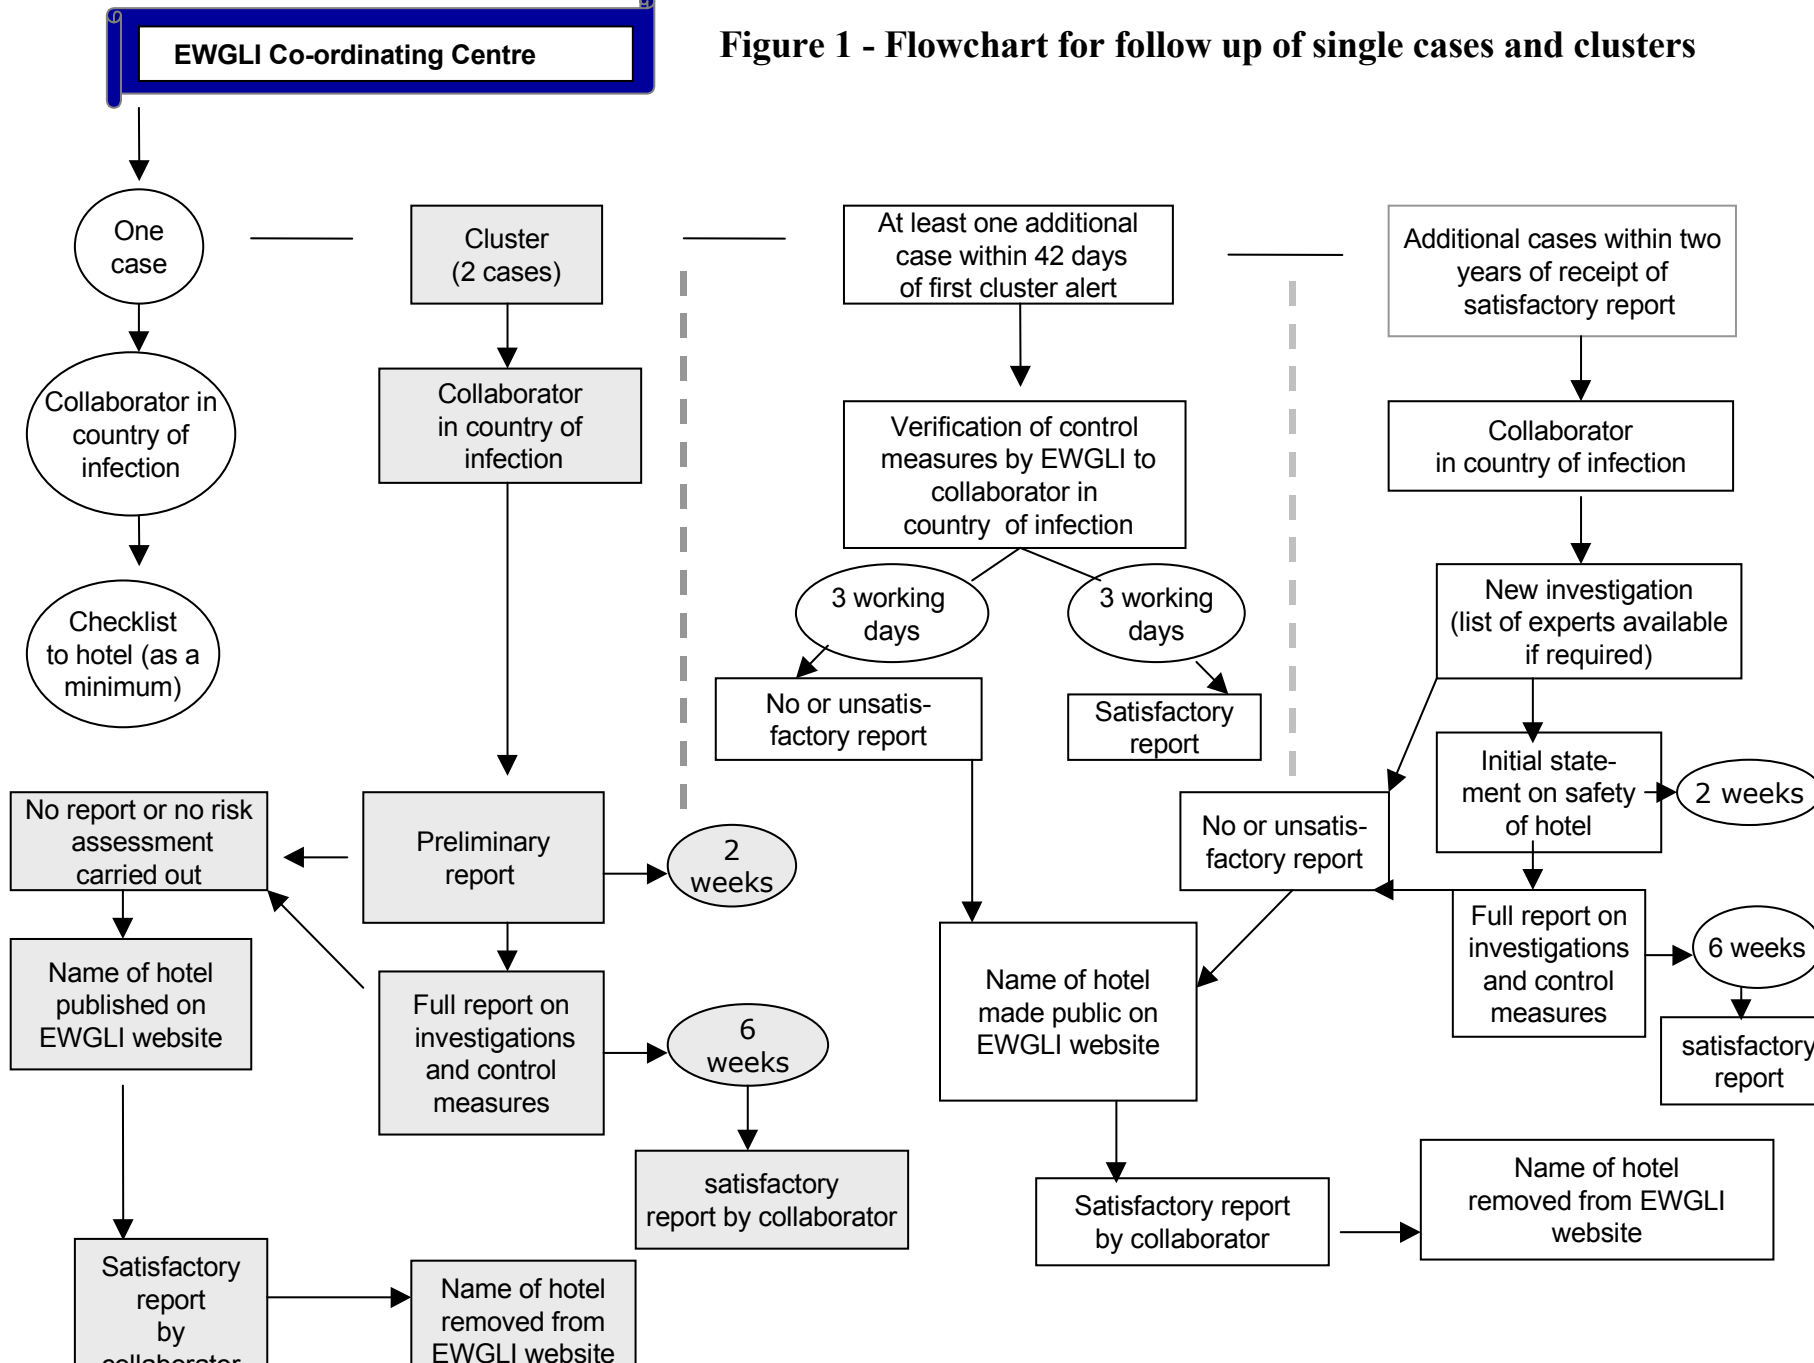 EWGLI Co-ordinating Centre
Figure 1 - Flowchart for follow up of single cases and clusters
One
case
Collaborator in
country of
infection
Checklist
to hotel (as a
minimum)
Cluster
(2 cases)
Collaborator
in country of
infection
Preliminary
report
2
weeks
No report or no risk
assessment
carried out
Name of hotel
published on
EWGLI website
Full report on
investigations
and control
measures
6
weeks
satisfactory
report by collaborator
Satisfactory
report
by
collaborator
Name of hotel
removed from
EWGLI website
At least one additional
case within 42 days
of first cluster alert
Verification of control
measures by EWGLI to
collaborator in
country of infection
3 working
days
3 working
days
No or unsatis-
factory report
Satisfactory
report
Name of hotel
made public on
EWGLI website
Satisfactory report
by collaborator
Name of hotel
removed from EWGLI
website
Additional cases within two
years of receipt of
satisfactory report
Collaborator
in country of infection
New investigation
(list of experts available
if required)
Initial state-
ment on safety
of hotel
2 weeks
No or unsatis-
factory report
Full report on
investigations
and control
measures
6 weeks
satisfactory
report